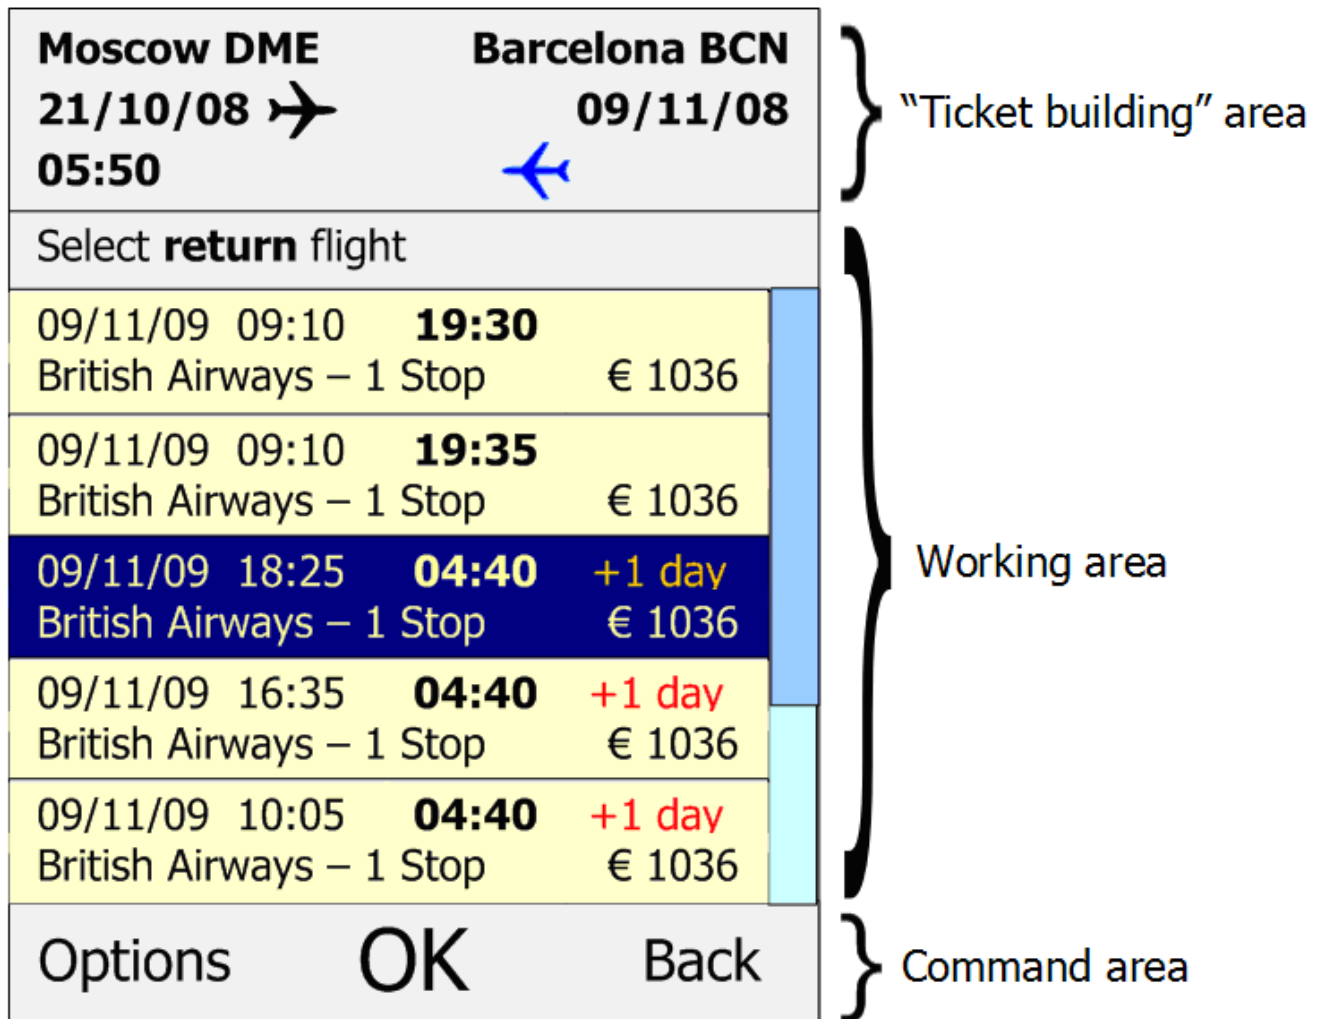 Moscow DME Barcelona BCN
21/10/08 09/11/08
05:50
“Ticket building” area
Select return flight
09/11/09 09:10 19:30
British Airways – 1 Stop € 1036
09/11/09 09:10 19:35
British Airways – 1 Stop € 1036
09/11/09 18:25 04:40 +1 day
British Airways – 1 Stop € 1036
09/11/09 16:35 04:40 +1 day
British Airways – 1 Stop € 1036
09/11/09 10:05 04:40 +1 day
British Airways – 1 Stop € 1036
Working area
Options OK Back
Command area